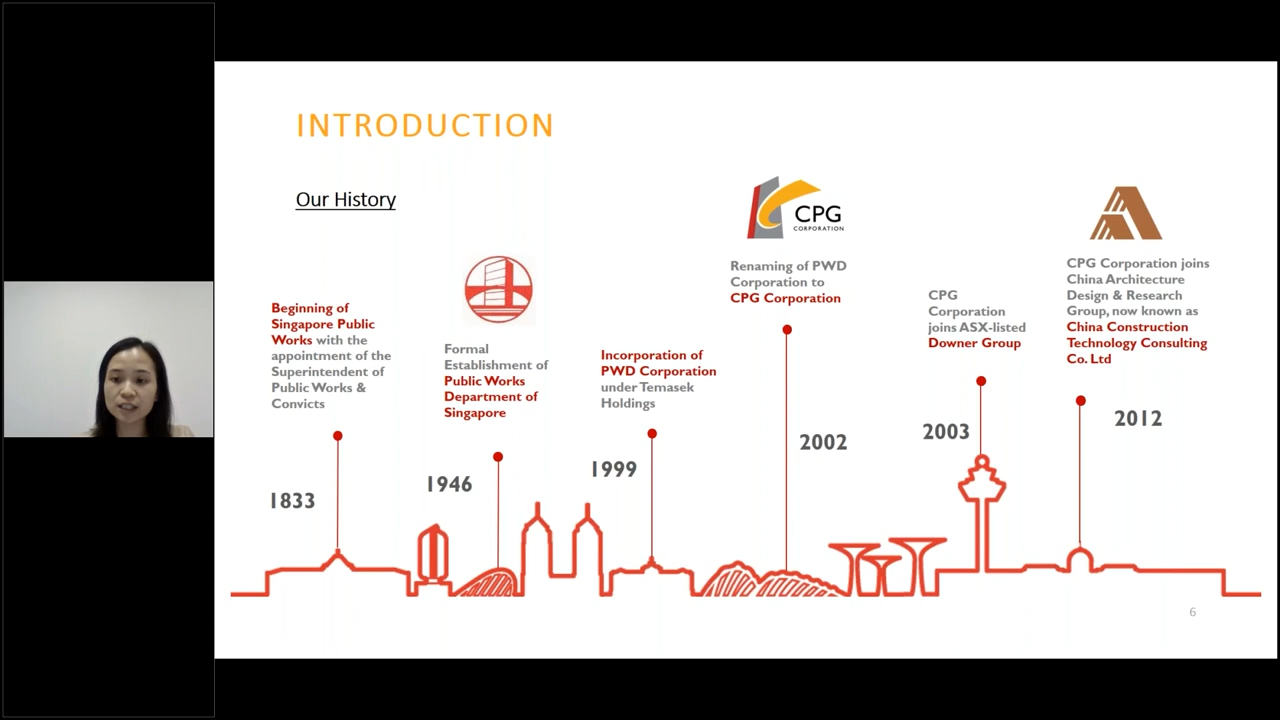 INTRODUCTION
Our History
Beginning of
Singapore Public
Works with the
appointment of the
Superintendent of
Public Works &
Convicts
1833
Formal
Establishment of
Public Works
Department of
Singapore
1946
Incorporation of
PWD Corporation
under Temasek
Holdings
1999
CPG
CORPORATION
Renaming of PWD
Corporation to
CPG Corporation
2002
CPG
Corporation
joins ASX-listed
Downer Group
2003
CPG Corporation joins
China Architecture
Design & Research
Group, now known as
China Construction
Technology Consulting
Co. Ltd
2012
6